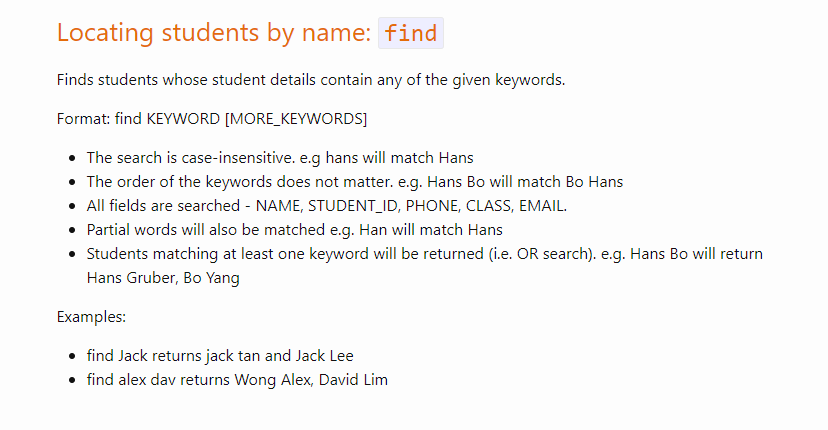 Locating students by name: find
Finds students whose student details contain any of the given keywords.
Format: find KEYWORD [MORE_KEYWORDS]
• The search is case-insensitive. e.g hans will match Hans
• The order of the keywords does not matter. e.g. Hans Bo will match Bo Hans
• All fields are searched - NAME, STUDENT_ID, PHONE, CLASS, EMAIL.
• Partial words will also be matched e.g. Han will match Hans
• Students matching at least one keyword will be returned (i.e. OR search). e.g. Hans Bo will return
Hans Gruber, Bo Yang
Examples:
• find Jack returns jack tan and Jack Lee
• find alex dav returns Wong Alex, David Lim